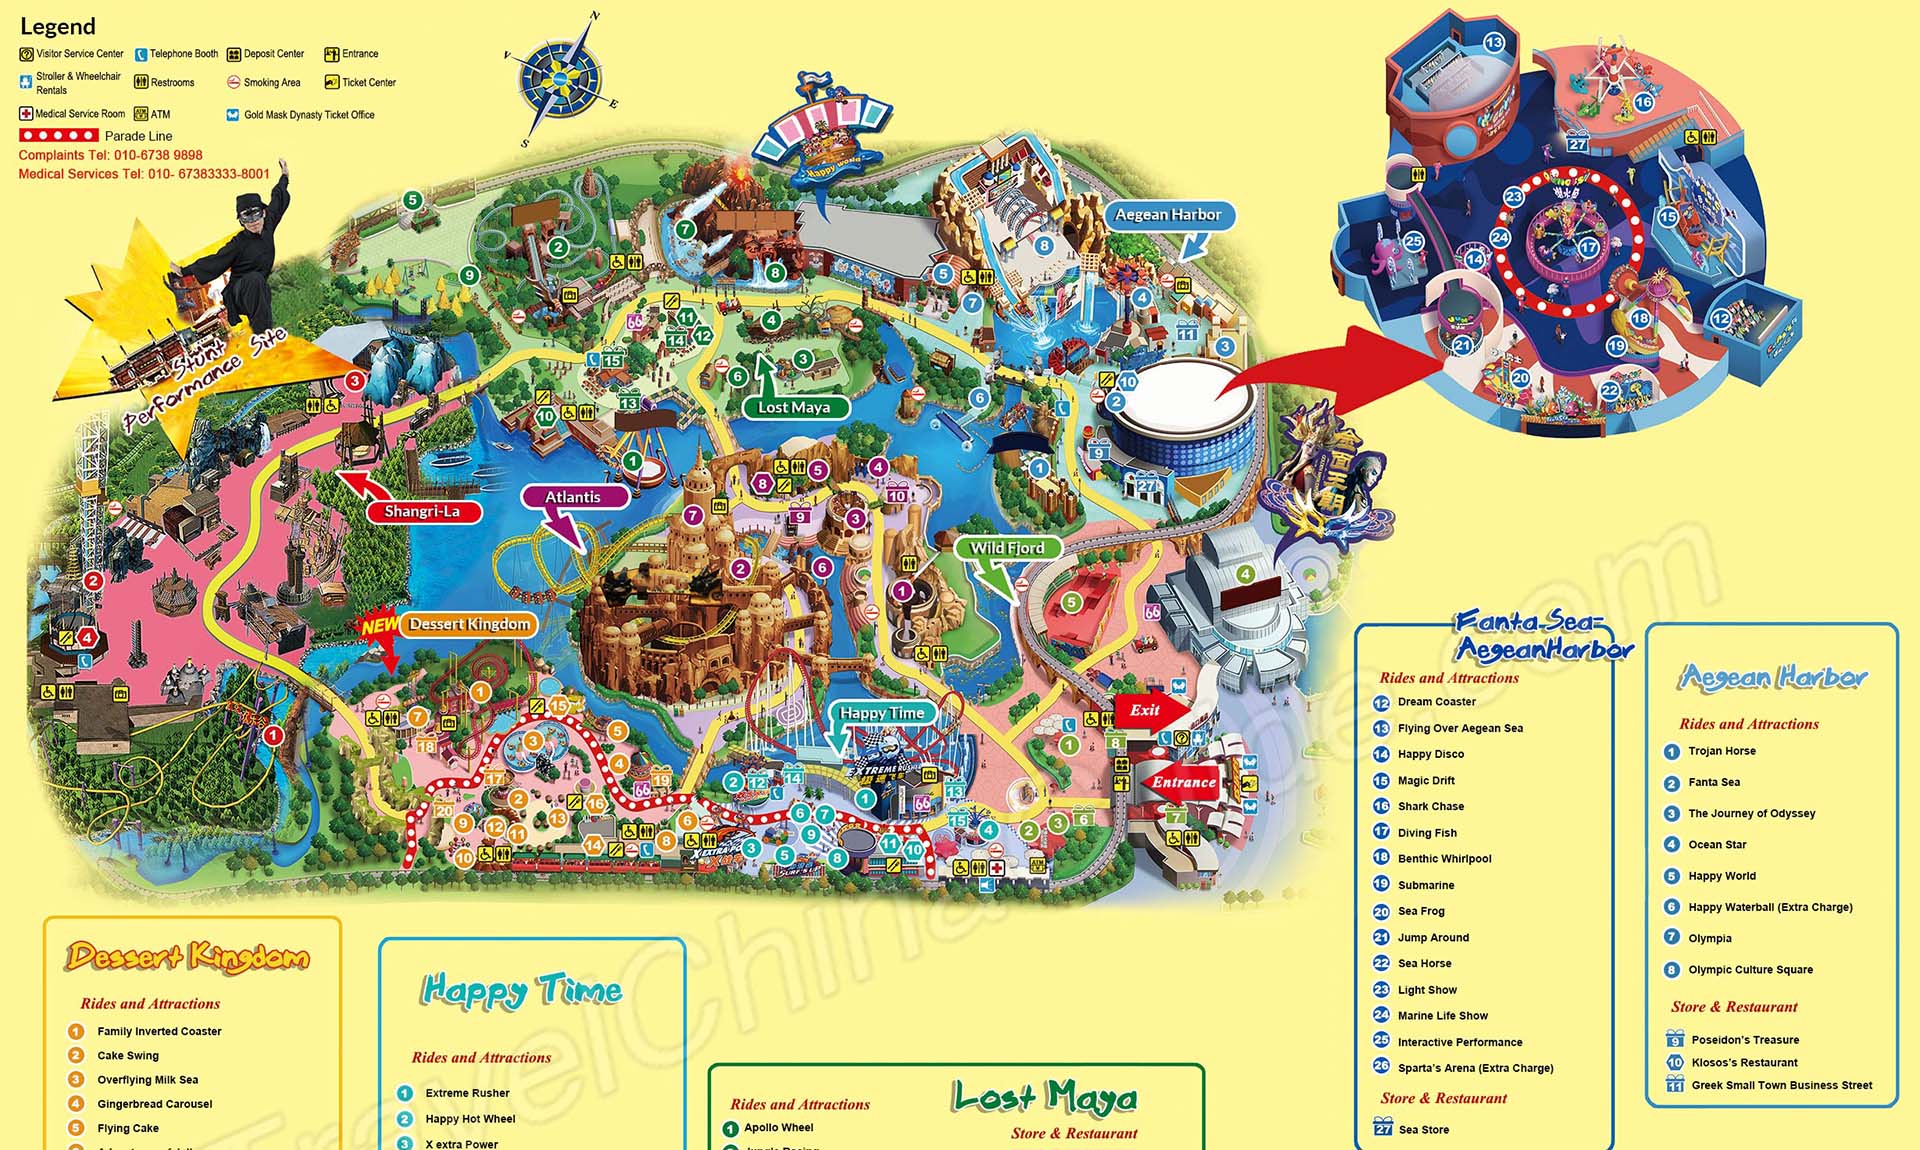 Legend
Visitor Service Center
Telephone Booth
Deposit Center
Entrance
Stroller & Wheelchair
Rentals
Restrooms
Smoking Area
Ticket Center
Medical Service Room
ATM
Gold Mask Dynasty Ticket Office
Parade Line
Complaints Tel: 010-6738 9898
Medical Services Tel: 010- 67383333-8001
N
E
S
Happy World
Stunt
Performance Site
Aegean Harbor
Lost Maya
Shangri-La
Atlantis
Wild Fjord
NEW Dessert Kingdom
Happy Time
EXTREME RUSHER
Exit
Entrance
金面王朝
Dessert Kingdom
Rides and Attractions
1 Family Inverted Coaster
2 Cake Swing
3 Overflying Milk Sea
4 Gingerbread Carousel
5 Flying Cake
Happy Time
Rides and Attractions
1 Extreme Rusher
2 Happy Hot Wheel
3 X extra Power
Lost Maya
Rides and Attractions
1 Apollo Wheel
Store & Restaurant
Fanta Sea-
AegeanHarbor
Rides and Attractions
12 Dream Coaster
13 Flying Over Aegean Sea
14 Happy Disco
15 Magic Drift
16 Shark Chase
17 Diving Fish
18 Benthic Whirlpool
19 Submarine
20 Sea Frog
21 Jump Around
22 Sea Horse
23 Light Show
24 Marine Life Show
25 Interactive Performance
26 Sparta's Arena (Extra Charge)
Store & Restaurant
27 Sea Store
Aegean Harbor
Rides and Attractions
1 Trojan Horse
2 Fanta Sea
3 The Journey of Odyssey
4 Ocean Star
5 Happy World
6 Happy Waterball (Extra Charge)
7 Olympia
8 Olympic Culture Square
Store & Restaurant
9 Poseidon's Treasure
10 Klosos's Restaurant
11 Greek Small Town Business Street